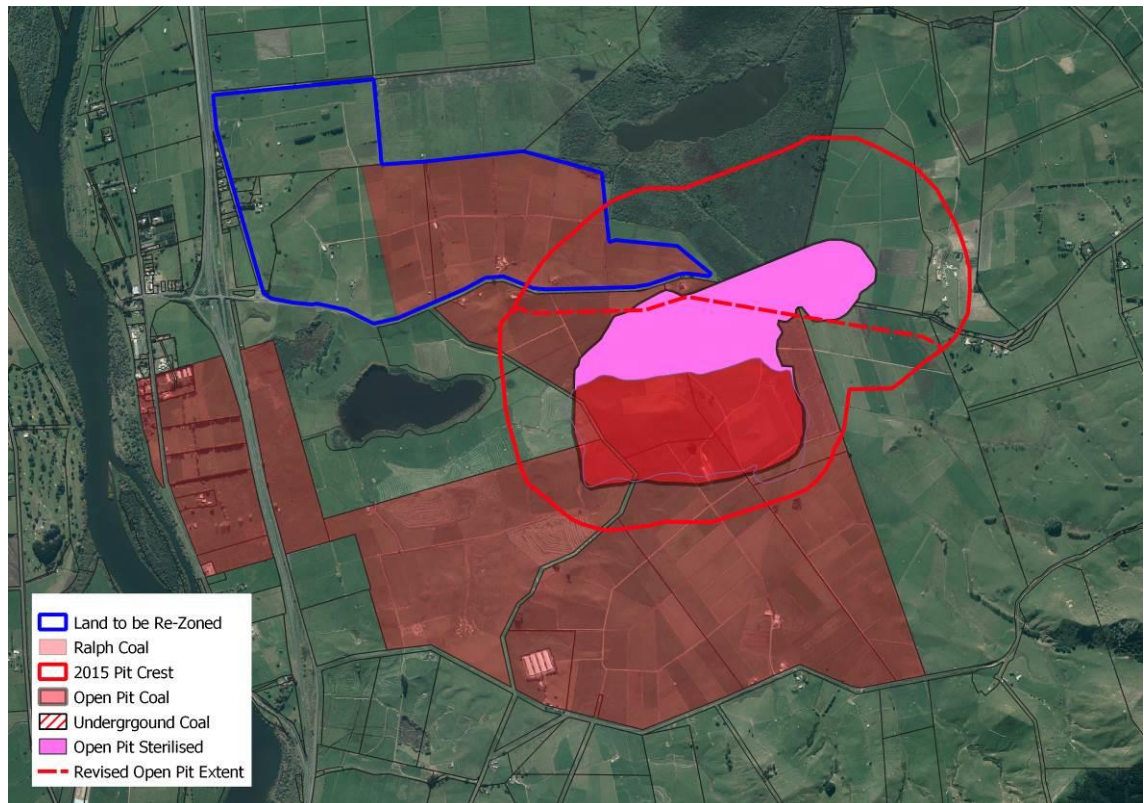 Land to be Re-Zoned
Ralph Coal
2015 Pit Crest
Open Pit Coal
Undergrground Coal
Open Pit Sterilised
Revised Open Pit Extent